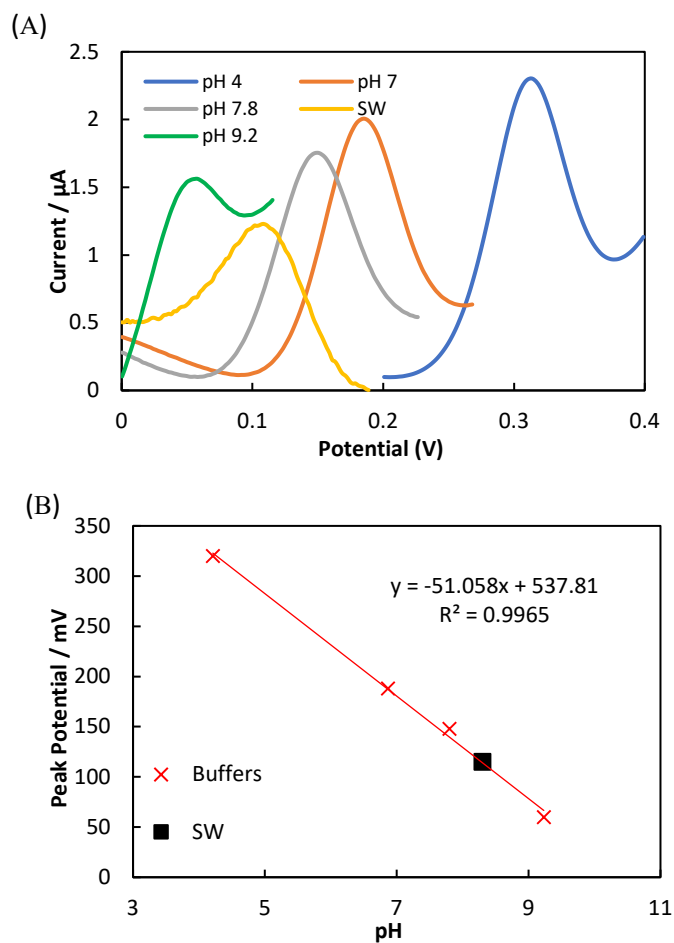 (A)
2.5
2
1.5
1
0.5
0
Current / µA
pH 4
pH 7
pH 7.8
SW
pH 9.2
0 0.1 0.2 0.3 0.4
Potential (V)
(B)
350
300
250
200
150
100
50
0
Peak Potential / mV
y = -51.058x + 537.81
R² = 0.9965
Buffers
SW
3 5 7 9 11
pH